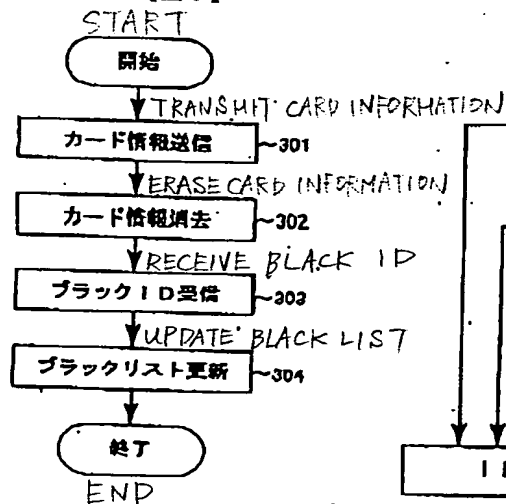 START
開始
TRANSMIT CARD INFORMATION
カード情報送信 ~301
ERASE CARD INFORMATION
カード情報消去 ~302
RECEIVE BLACK ID
ブラックID受信 ~303
UPDATE BLACK LIST
ブラックリスト更新 ~304
終了
END